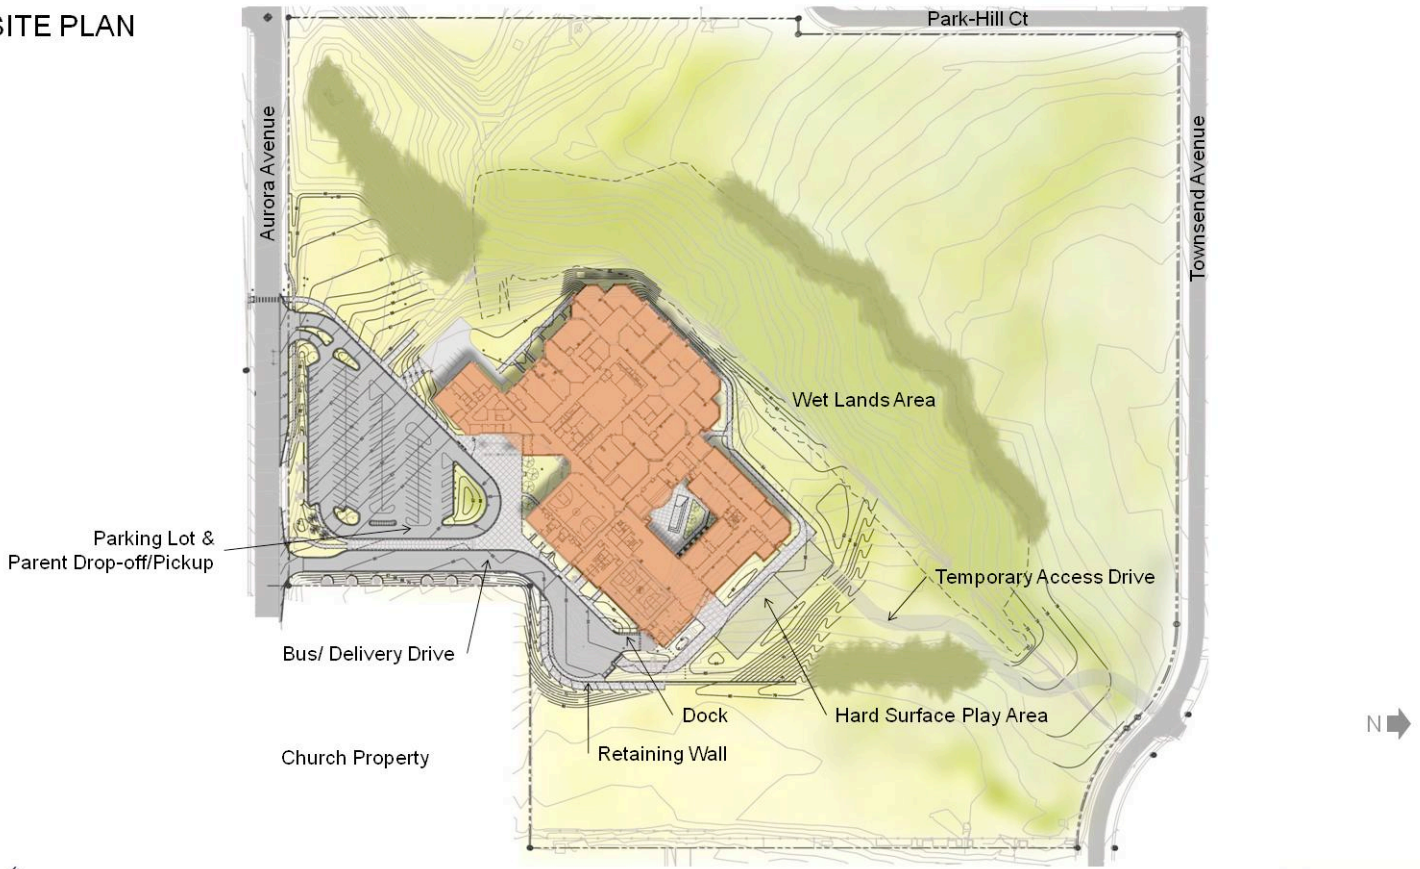 SITE PLAN
Park-Hill Ct
Aurora Avenue
Townsend Avenue
Wet Lands Area
Parking Lot &
Parent Drop-off/Pickup
Temporary Access Drive
Bus/ Delivery Drive
Dock
Hard Surface Play Area
N
Retaining Wall
Church Property